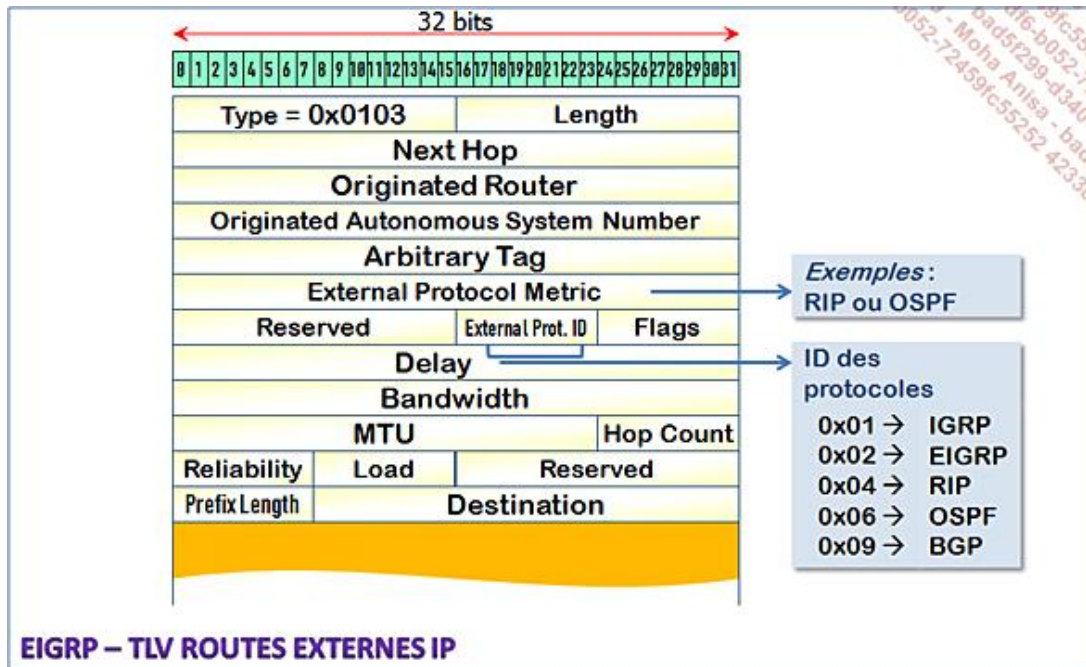 32 bits
0 1 2 3 4 5 6 7 8 9 10 11 12 13 14 15 16 17 18 19 20 21 22 23 24 25 26 27 28 29 30 31
Type = 0x0103 Length
Next Hop
Originated Router
Originated Autonomous System Number
Arbitrary Tag
External Protocol Metric
Reserved External Prot. ID Flags
Delay
Bandwidth
MTU Hop Count
Reliability Load Reserved
Prefix Length Destination
Exemples :
RIP ou OSPF
ID des
protocoles
0x01 → IGRP
0x02 → EIGRP
0x04 → RIP
0x06 → OSPF
0x09 → BGP
EIGRP – TLV ROUTES EXTERNES IP
- Moha Anisa -